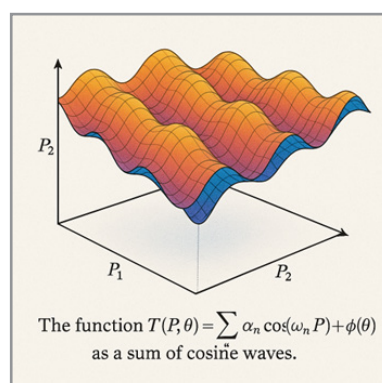 P₂
P₁
P₂
The function T(P, θ) = ∑ αₙ cos(ωₙ P) + ϕ(θ)
as a sum of cosine waves.